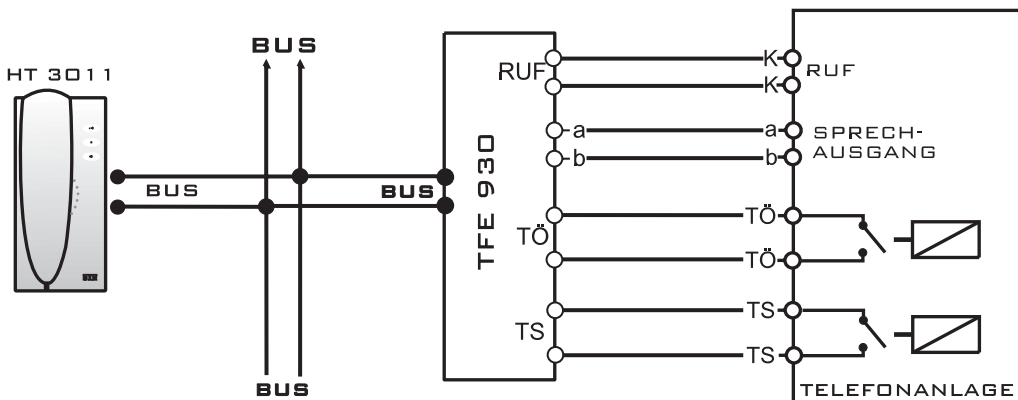 HT 3011
BUS
BUS
BUS
BUS
TFE 930
RUF
a
b
TÖ
TS
K
K
a
b
TÖ
TÖ
TS
TS
RUF
SPRECH-
AUSGANG
TELEFONANLAGE